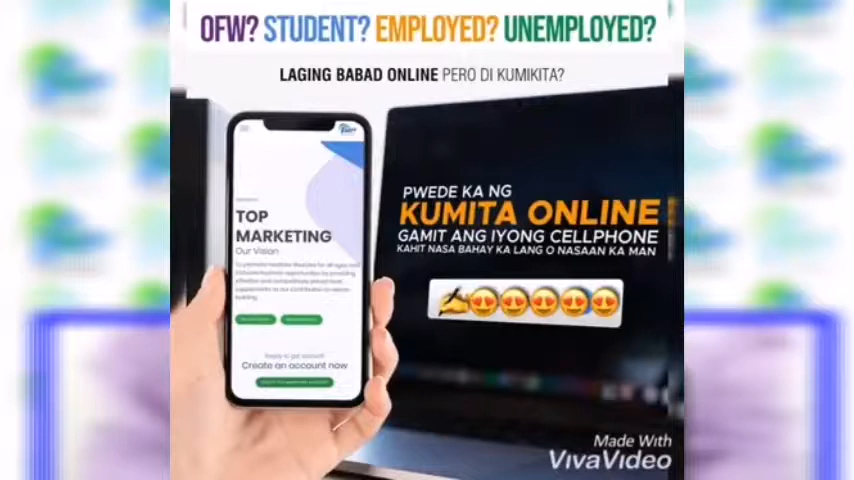 OFW? STUDENT? EMPLOYED? UNEMPLOYED?
LAGING BABAD ONLINE PERO DI KUMIKITA?
TOP
MARKETING
Our Vision
PWEDE KA NG
KUMITA ONLINE
GAMIT ANG IYONG CELLPHONE
KAHIT NASA BAHAY KA LANG O NASAAN KA MAN
Create an account now
Made With
VivaVideo